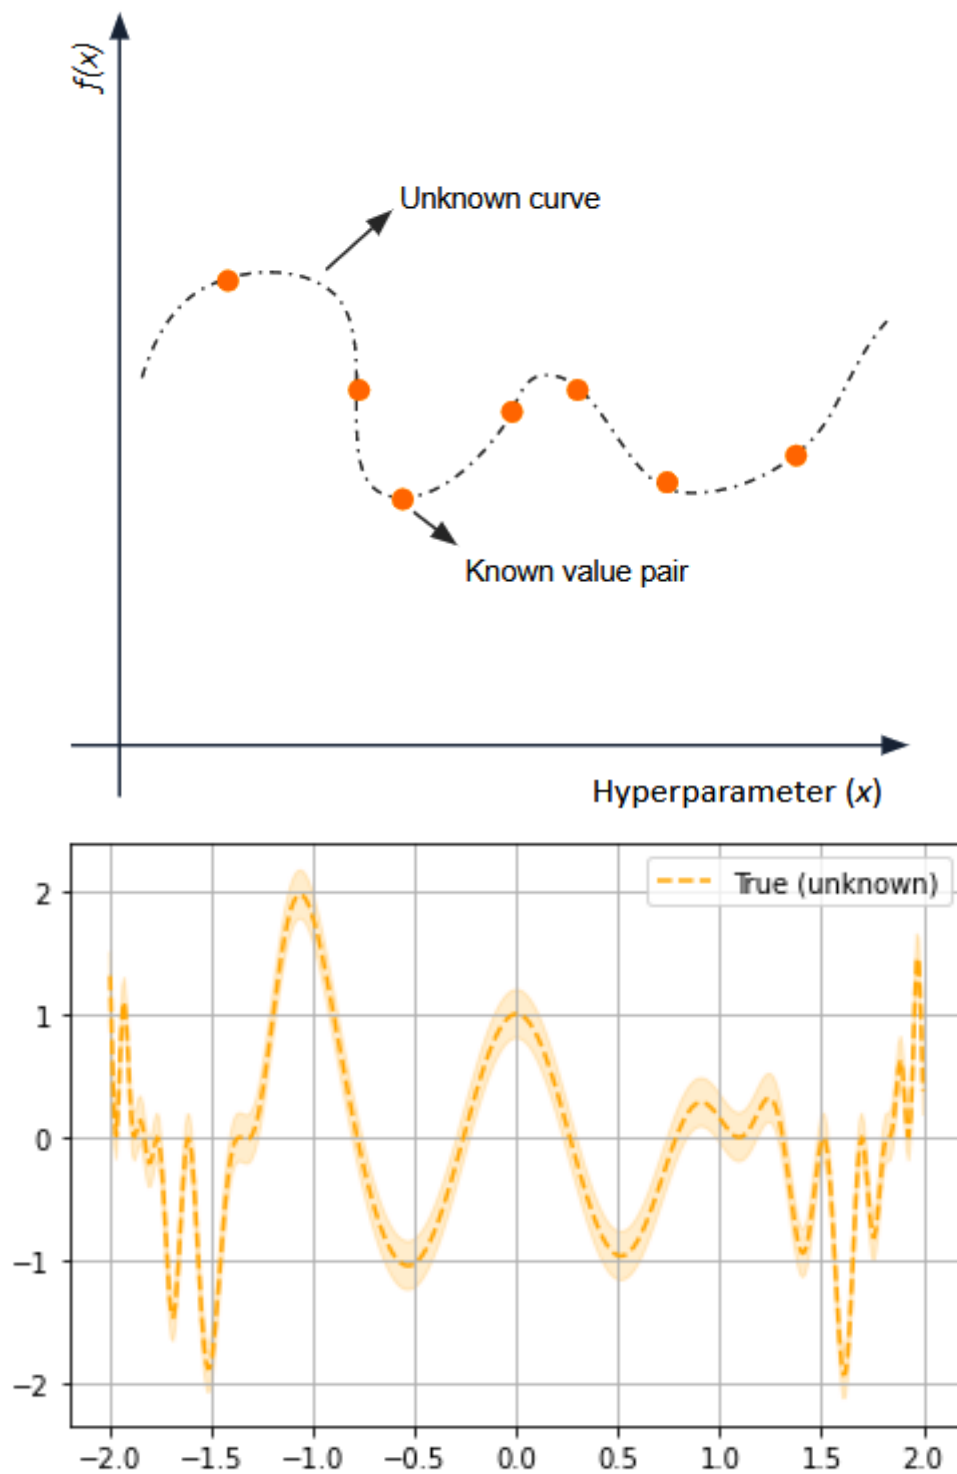 f(x)
Unknown curve
Known value pair
Hyperparameter (x)
True (unknown)
2
1
0
−1
−2
−2.0 −1.5 −1.0 −0.5 0.0 0.5 1.0 1.5 2.0